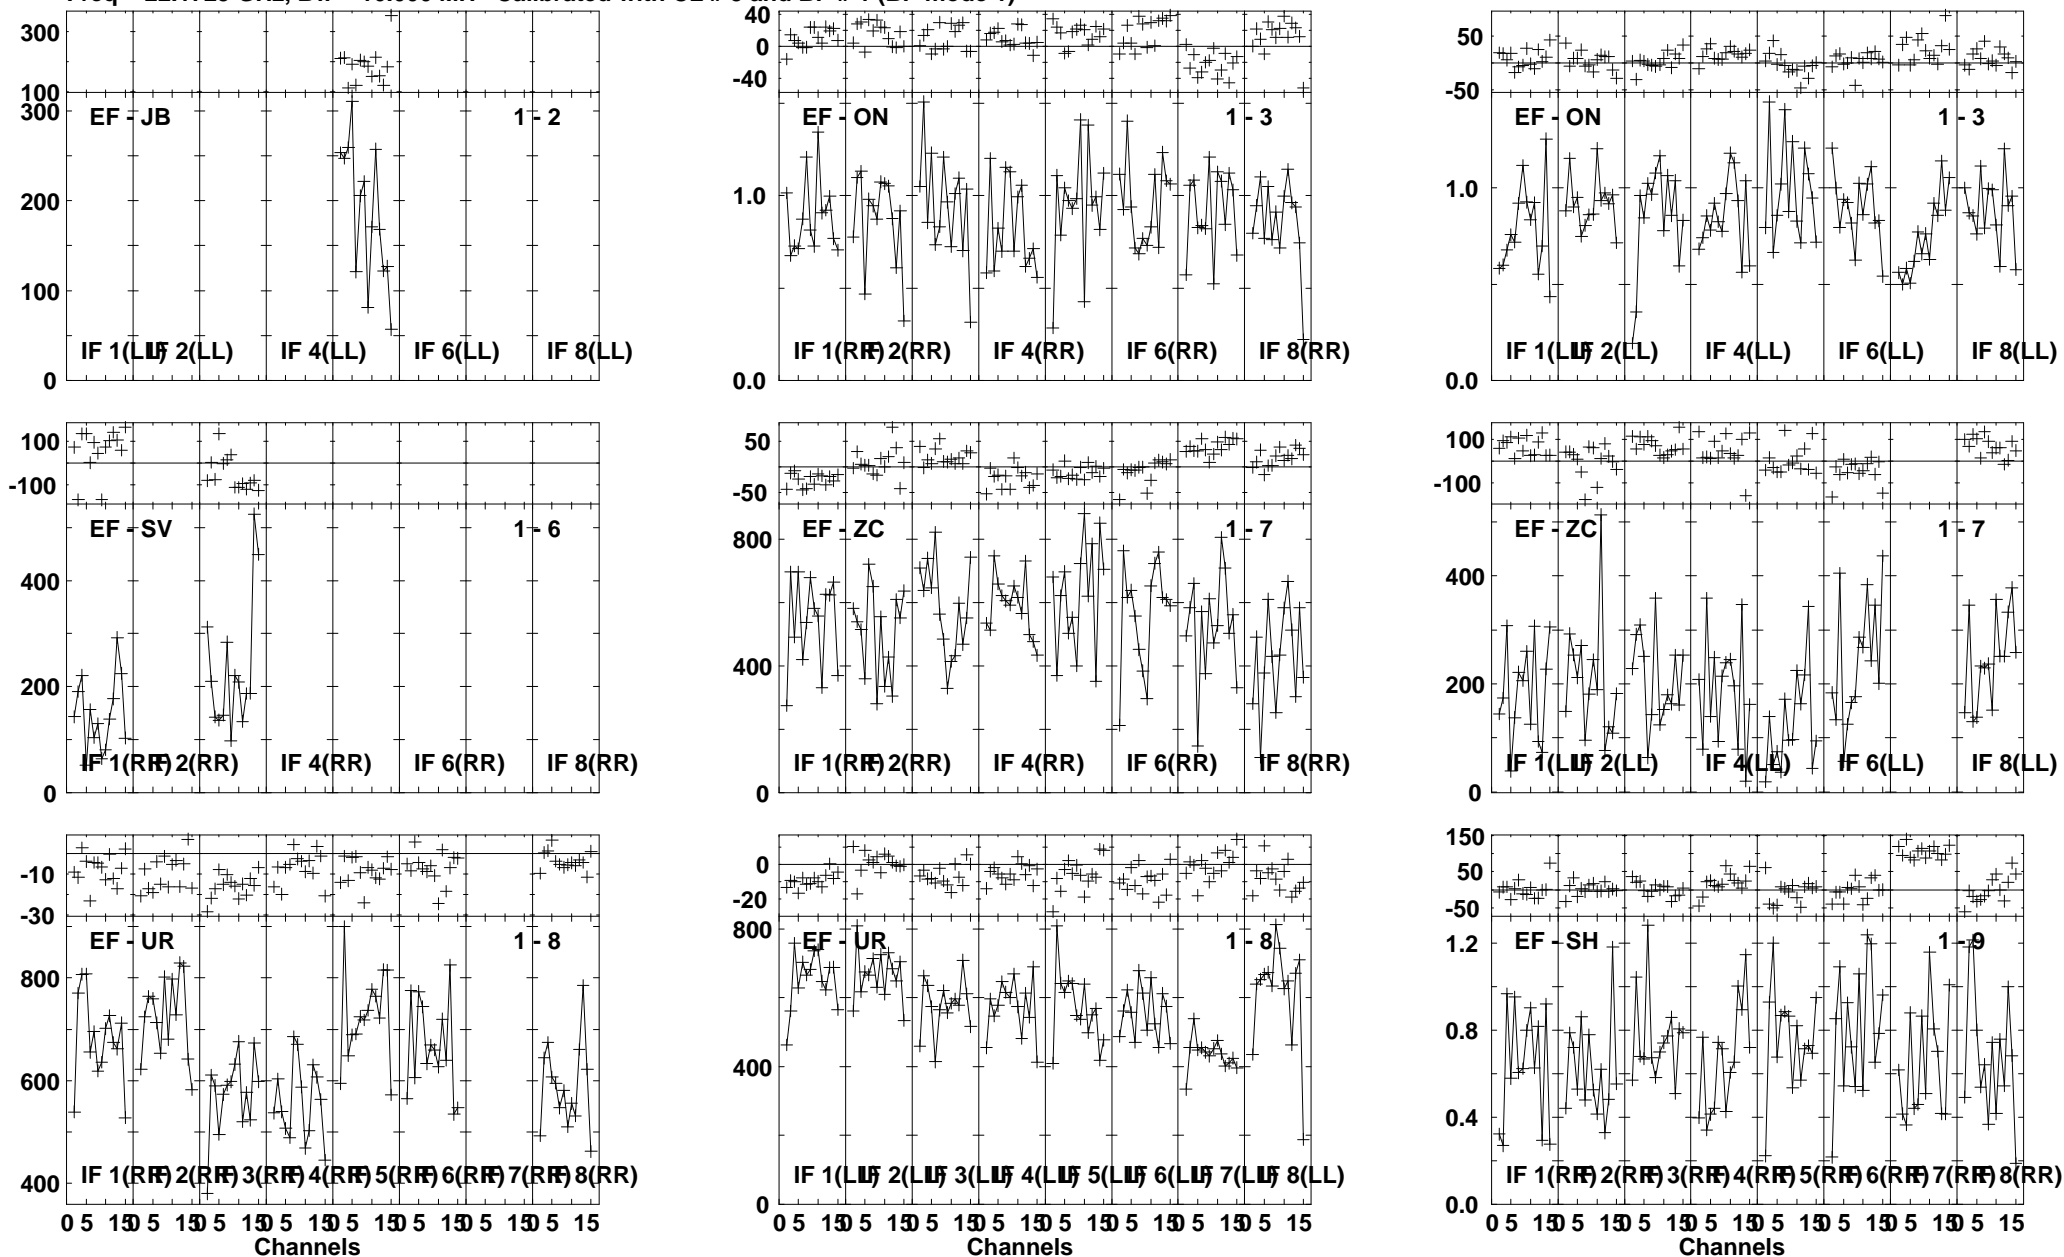 300
100
EF - JB 1 - 2
300
200
100
0
IF 1(LL) IF 2(LL) IF 4(LL) IF 6(LL) IF 8(LL)
40
0
-40
EF - ON 1 - 3
1.0
0.0
IF 1(RR) IF 2(RR) IF 4(RR) IF 6(RR) IF 8(RR)
50
-50
EF - ON 1 - 3
1.0
0.0
IF 1(LL) IF 2(LL) IF 4(LL) IF 6(LL) IF 8(LL)
100
-100
EF - SV 1 - 6
400
200
0
IF 1(RR) IF 2(RR) IF 4(RR) IF 6(RR) IF 8(RR)
50
-50
EF - ZC 1 - 7
800
400
0
IF 1(RR) IF 2(RR) IF 4(RR) IF 6(RR) IF 8(RR)
100
-100
EF - ZC 1 - 7
400
200
0
IF 1(LL) IF 2(LL) IF 4(LL) IF 6(LL) IF 8(LL)
-10
-30
EF - UR 1 - 8
800
600
400
IF 1(RR) IF 2(RR) IF 3(RR) IF 4(RR) IF 5(RR) IF 6(RR) IF 7(RR) IF 8(RR)
0 5 15 0 5 15 0 5 15 0 5 15 0 5 15 0 5 15 0 5 15 0 5 15
Channels
0
-20
EF - UR 1 - 8
800
400
0
IF 1(LL) IF 2(LL) IF 3(LL) IF 4(LL) IF 5(LL) IF 6(LL) IF 7(LL) IF 8(LL)
0 5 15 0 5 15 0 5 15 0 5 15 0 5 15 0 5 15 0 5 15 0 5 15
Channels
150
50
-50
EF - SH 1 - 9
1.2
0.8
0.4
0.0
IF 1(RR) IF 2(RR) IF 3(RR) IF 4(RR) IF 5(RR) IF 6(RR) IF 7(RR) IF 8(RR)
0 5 15 0 5 15 0 5 15 0 5 15 0 5 15 0 5 15 0 5 15 0 5 15
Channels